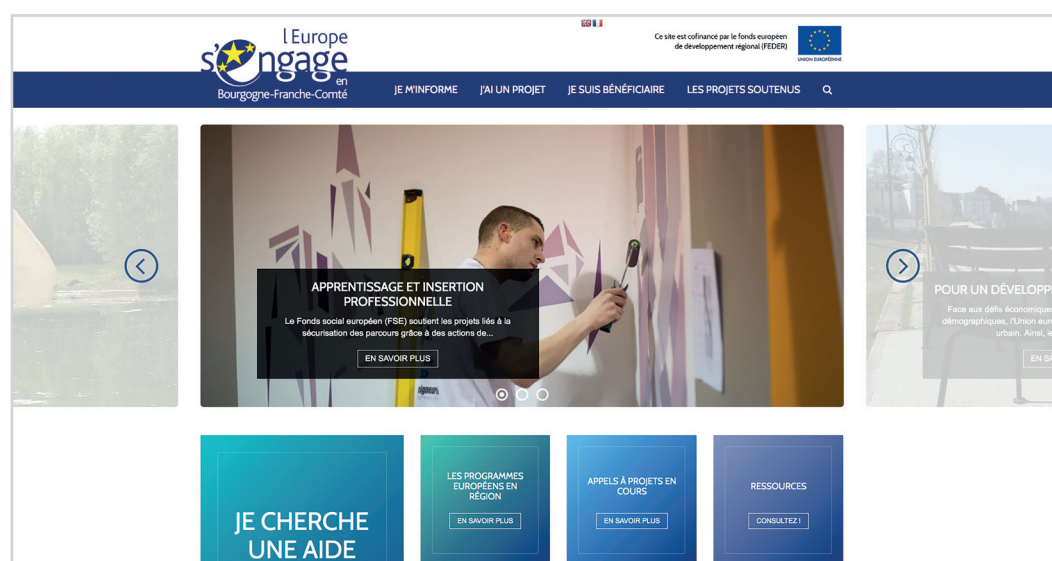 l'Europe
s'engage
en
Bourgogne-Franche-Comté
Ce site est cofinancé par le fonds européen
de développement régional (FEDER)
UNION EUROPÉENNE
JE M'INFORME J'AI UN PROJET JE SUIS BÉNÉFICIAIRE LES PROJETS SOUTENUS
APPRENTISSAGE ET INSERTION
PROFESSIONNELLE
Le Fonds social européen (FSE) soutient les projets liés à la
sécurisation des parcours grâce à des actions de...
EN SAVOIR PLUS
POUR UN DÉVELOPP
Face aux défis économique
démographiques, l'Union eur
urbain. Ainsi, le
EN SA
JE CHERCHE
UNE AIDE
LES PROGRAMMES
EUROPÉENS EN
RÉGION
EN SAVOIR PLUS
APPELS À PROJETS EN
COURS
EN SAVOIR PLUS
RESSOURCES
CONSULTEZ !